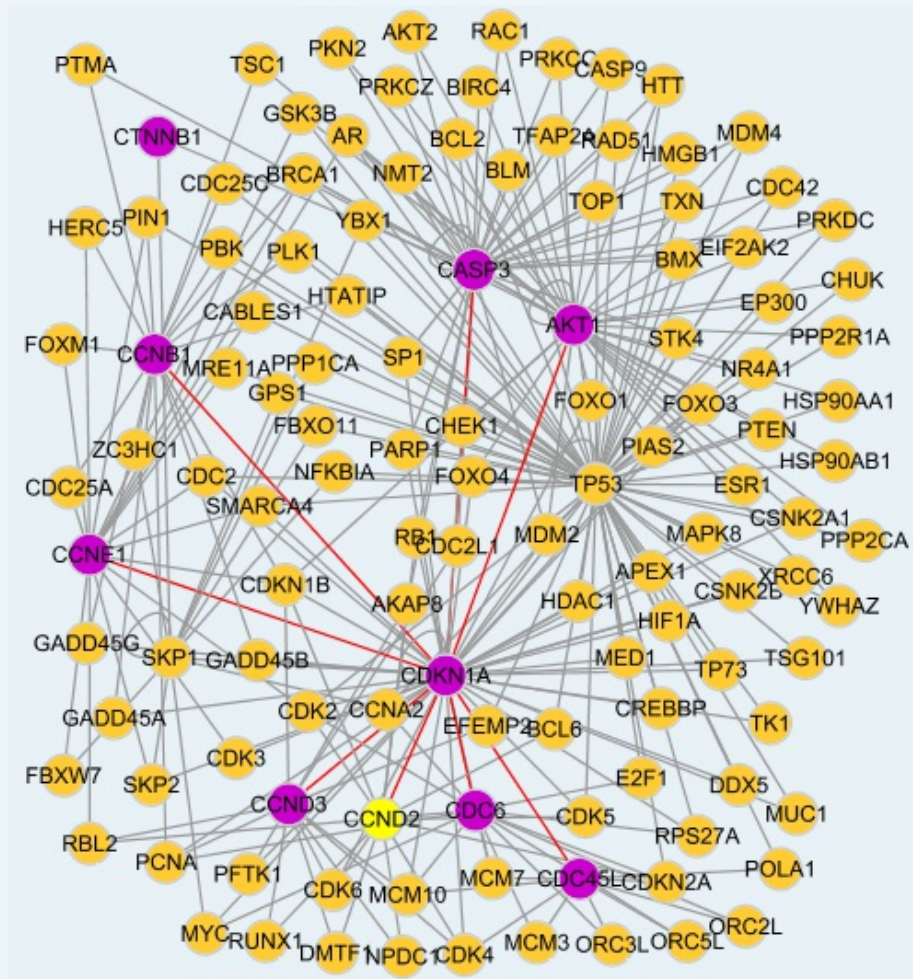 RAC1
AKT2
PKN2
PTMA
TSC1
PRKCZ
BIRC4
CASP9
HTT
GSK3B
AR
BCL2
TFAP2A
RAD51
MDM4
CTNNB1
HMGB1
CDC25C
BRCA1
NMT2
BLM
TOP1
TXN
CDC42
HERC5
PIN1
YBX1
PRKDC
PBK
PLK1
CASP3
BMX
EIF2AK2
CHUK
CABLES1
HTATIP
AKT1
EP300
FOXM1
CCNB1
SP1
STK4
PPP2R1A
MRE11A
PPP1CA
NR4A1
GPS1
FOXO1
FOXO3
HSP90AA1
FBXO11
CHEK1
PTEN
ZC3HC1
PARP1
PIAS2
HSP90AB1
CDC25A
CDC2
NFKBIA
FOXO4
TP53
ESR1
SMARCA4
CSNK2A1
CCNE1
RB1
CDC2L1
MDM2
MAPK8
PPP2CA
CDKN1B
APEX1
XRCC6
AKAP8
HDAC1
CSNK2B
YWHAZ
HIF1A
GADD45G
SKP1
GADD45B
CDKN1A
MED1
TP73
TSG101
GADD45A
CDK2
CCNA2
EFEMP2
BCL6
CREBBP
TK1
FBXW7
SKP2
CDK3
E2F1
DDX5
CCND3
CCND2
CDC6
CDK5
MUC1
RBL2
RPS27A
PCNA
PFTK1
CDK6
MCM10
MCM7
CDC45L
CDKN2A
POLA1
MYC
RUNX1
DMTF1
NPDC1
CDK4
MCM3
ORC3L
ORC5L
ORC2L